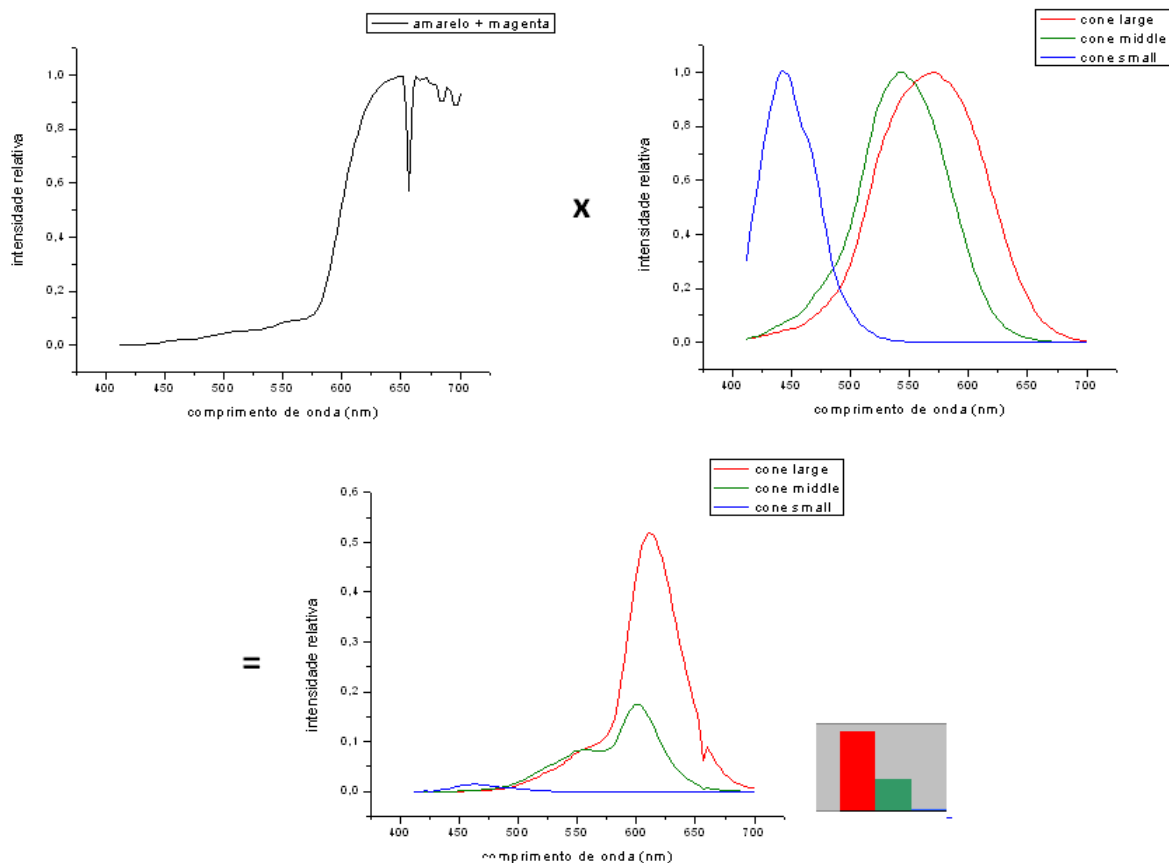 amarelo + magenta
intensidade relativa
1,0
0,8
0,6
0,4
0,2
0,0
400 450 500 550 600 650 700
comprimento de onda (nm)
x
cone large
cone middle
cone small
intensidade relativa
1,0
0,8
0,6
0,4
0,2
0,0
400 450 500 550 600 650 700
comprimento de onda (nm)
=
cone large
cone middle
cone small
intensidade relativa
0,6
0,5
0,4
0,3
0,2
0,1
0,0
400 450 500 550 600 650 700
comprimento de onda (nm)